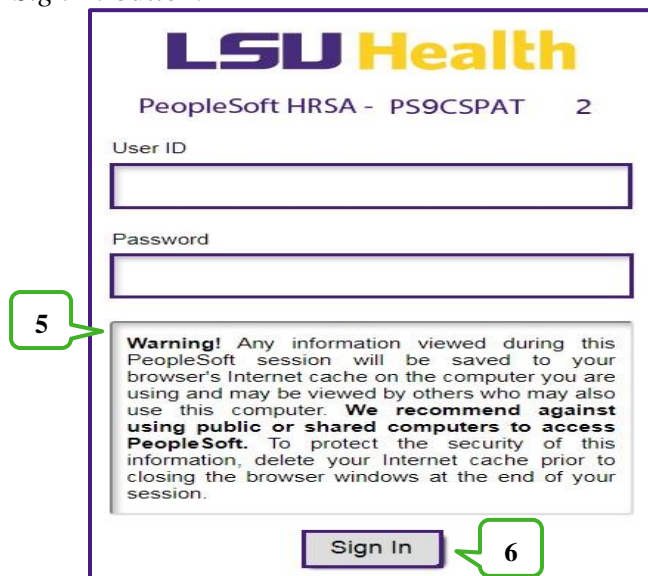 LSU Health
PeopleSoft HRSA - PS9CSPAT 2
User ID
Password
5
Warning! Any information viewed during this
PeopleSoft session will be saved to your
browser's Internet cache on the computer you are
using and may be viewed by others who may also
use this computer. We recommend against
using public or shared computers to access
PeopleSoft. To protect the security of this
information, delete your Internet cache prior to
closing the browser windows at the end of your
session.
Sign In
6